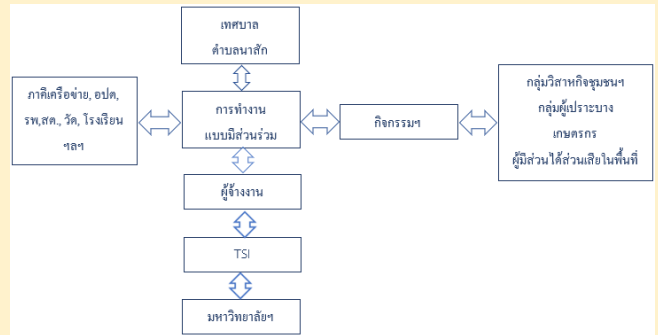 เทศบาล
ตำบลนาสัก
ภาคีเครือข่าย, อปต,
รพ,สต., วัด, โรงเรียน
ฯลฯ
การทำงาน
แบบมีส่วนร่วม
กิจกรรมฯ
กลุ่มวิสาหกิจชุมชนฯ
กลุ่มผู้เปราะบาง
เกษตรกร
ผู้มีส่วนได้ส่วนเสียในพื้นที่
ผู้จ้างงาน
TSI
มหาวิทยาลัยฯ